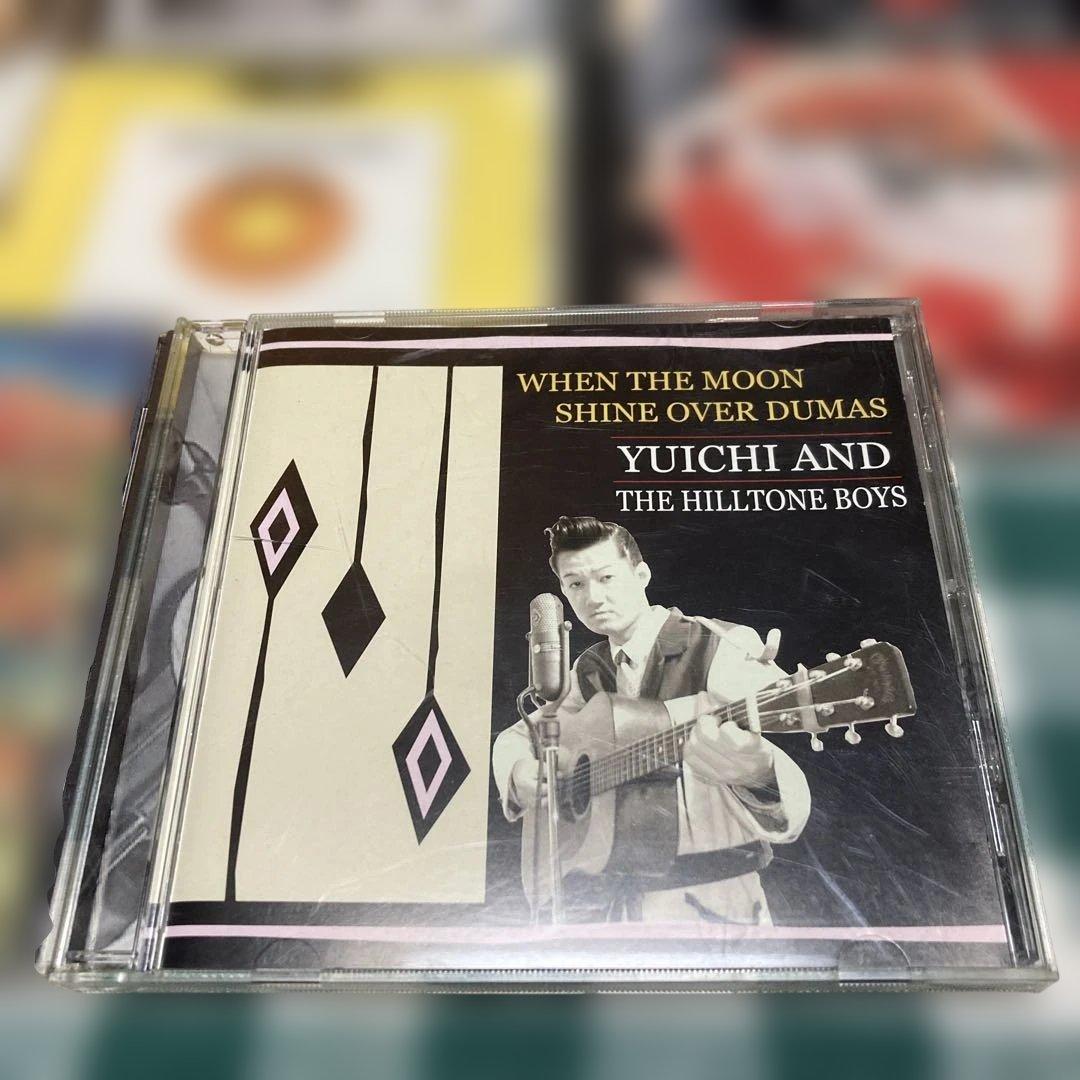 WHEN THE MOON
SHINE OVER DUMAS
YUICHI AND
THE HILLTONE BOYS